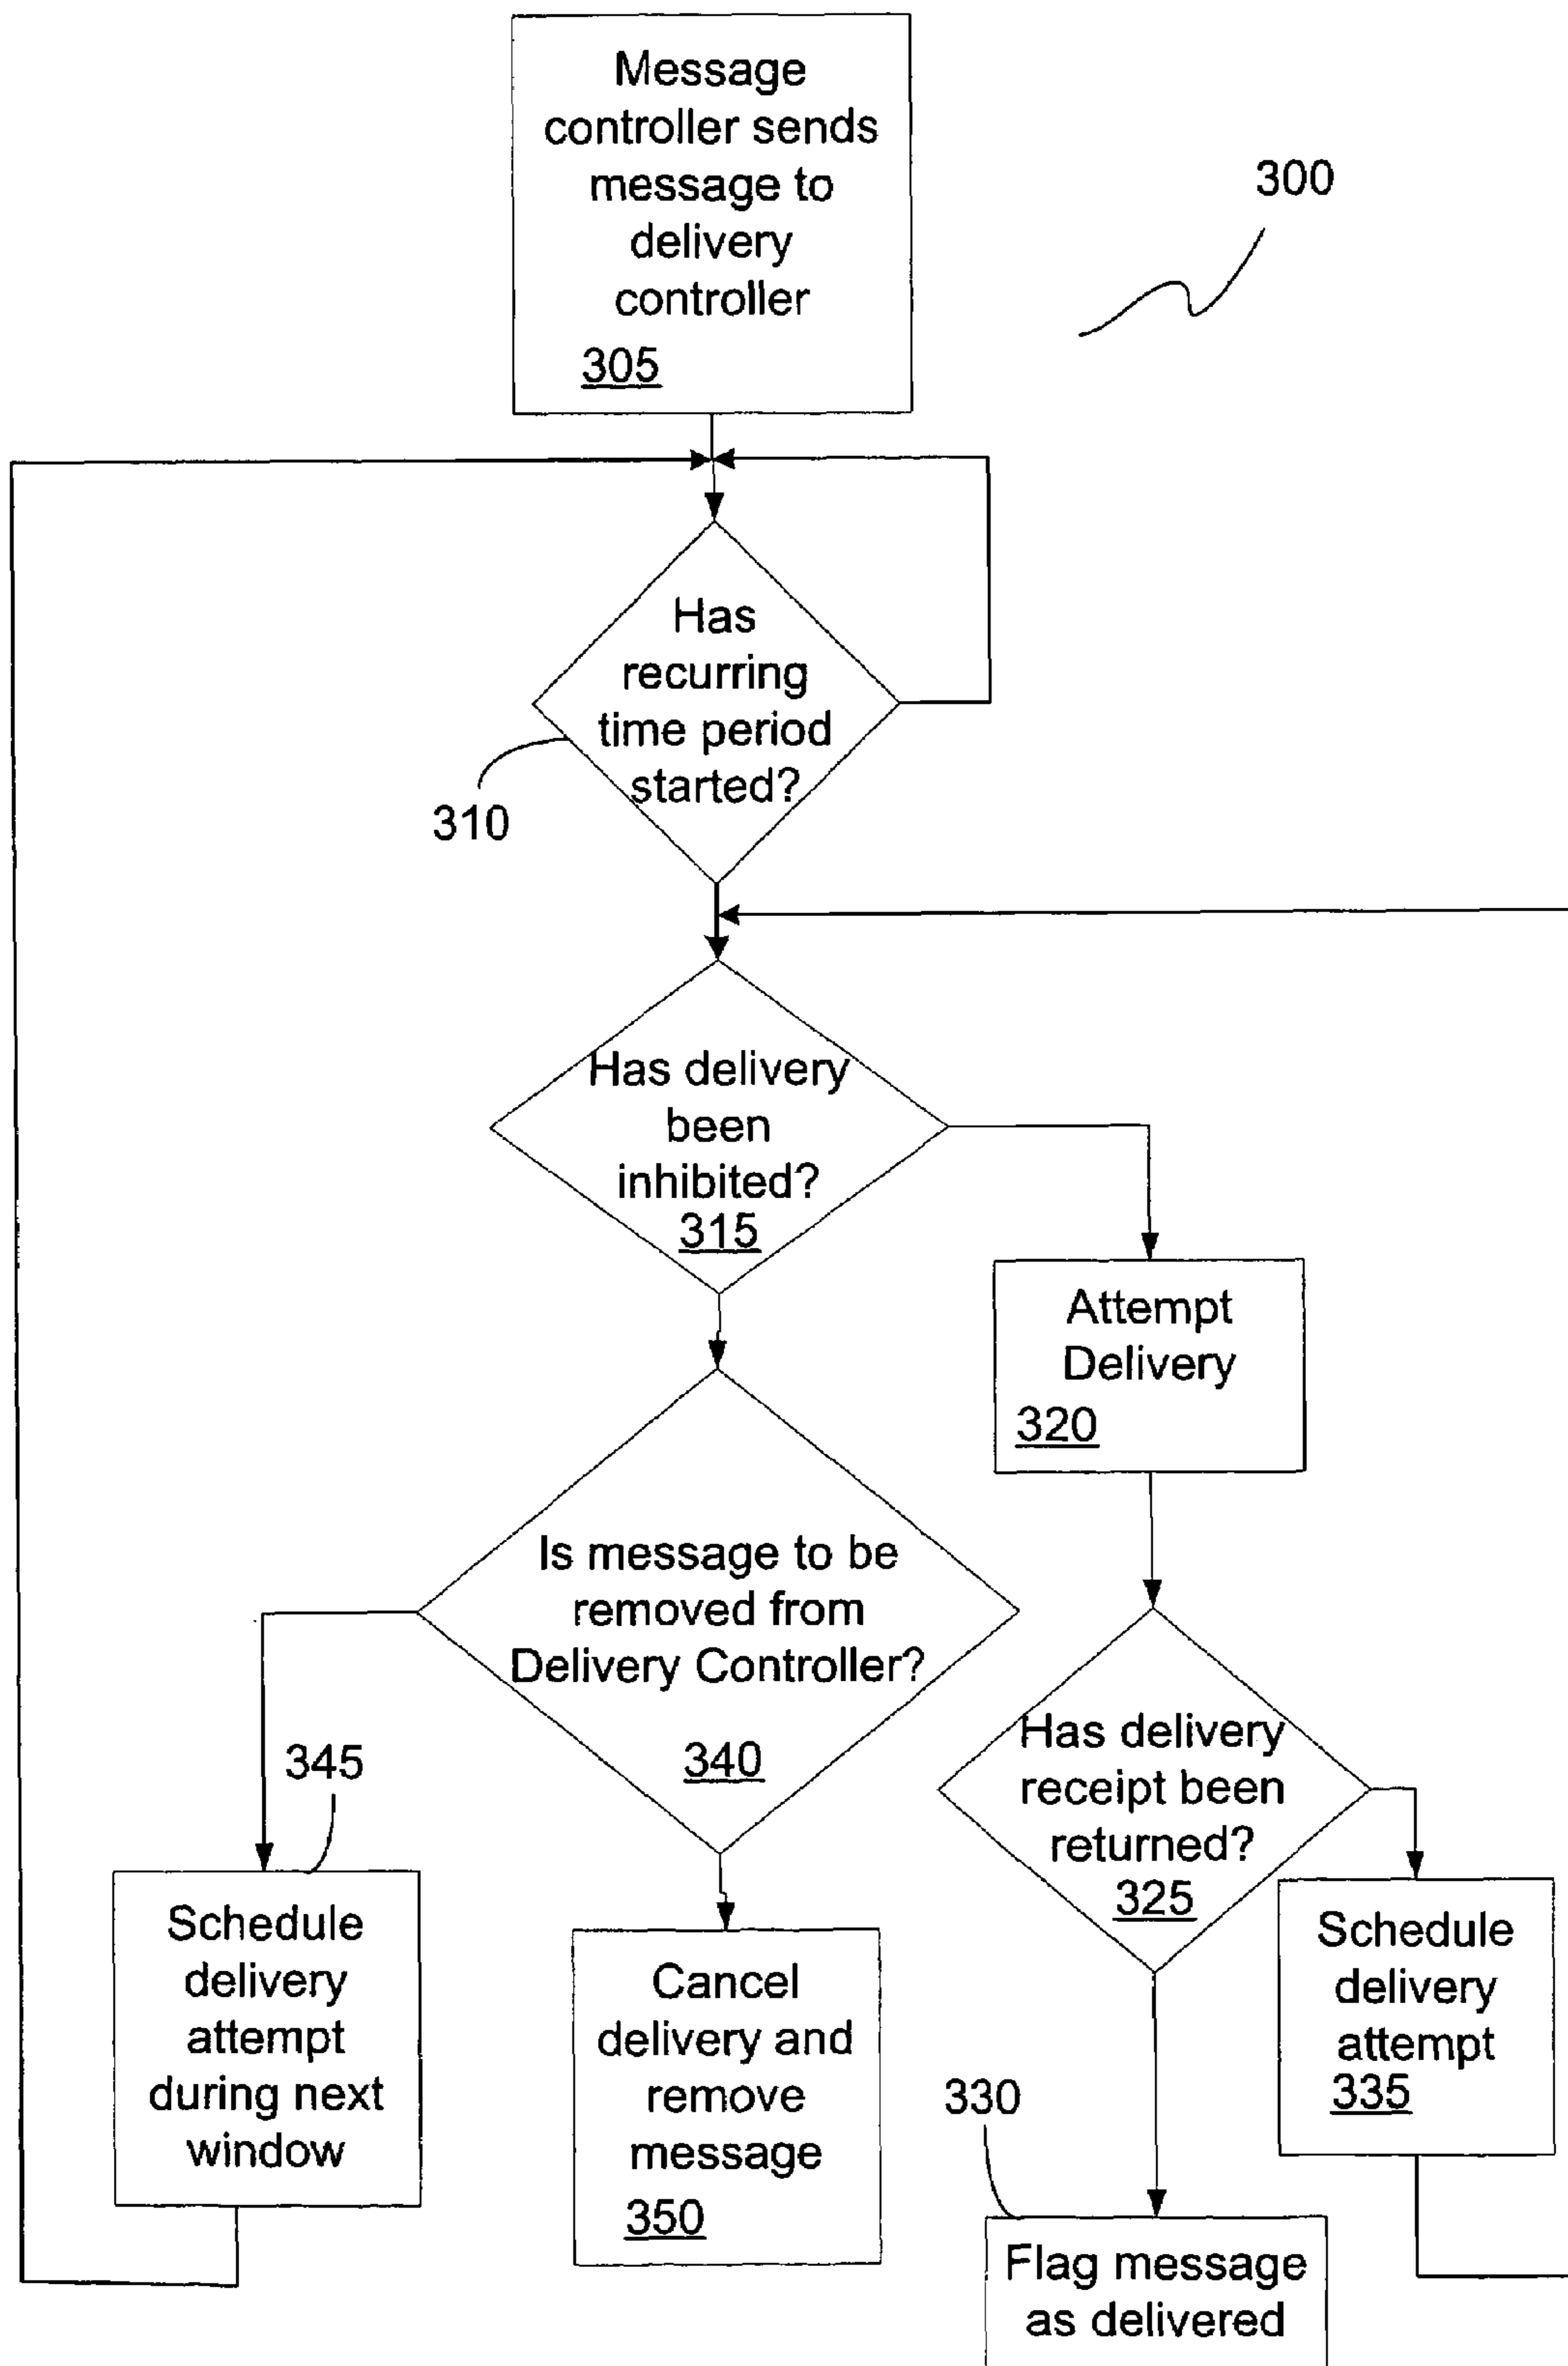 Message
controller sends
message to
delivery
controller
305
300
Has
recurring
time period
started?
310
Has delivery
been
inhibited?
315
Attempt
Delivery
320
Is message to be
removed from
Delivery Controller?
340
Has delivery
receipt been
returned?
325
345
Schedule
delivery
attempt
during next
window
Cancel
delivery and
remove
message
350
Schedule
delivery
attempt
335
330
Flag message
as delivered